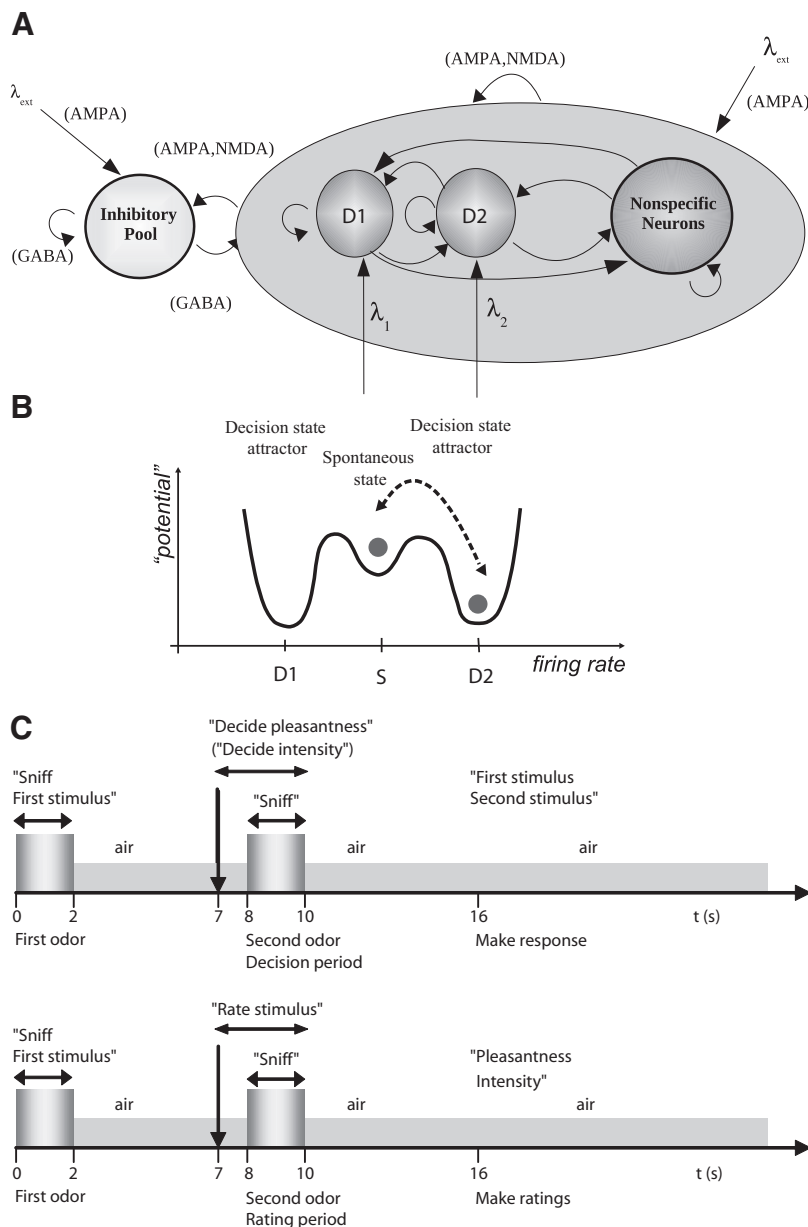 A
λext
(AMPA)
(AMPA,NMDA)
(GABA)
Inhibitory
Pool
(GABA)
(AMPA,NMDA)
λext
(AMPA)
D1
D2
Nonspecific
Neurons
λ1
λ2
B
Decision state
attractor
Spontaneous
state
Decision state
attractor
“potential”
D1
S
D2
firing rate
C
"Decide pleasantness"
("Decide intensity")
"Sniff
First stimulus"
"Sniff"
"First stimulus
Second stimulus"
air
air
air
0
2
7
8
10
16
t (s)
First odor
Second odor
Decision period
Make response
"Rate stimulus"
"Sniff
First stimulus"
"Sniff"
"Pleasantness
Intensity"
air
air
air
0
2
7
8
10
16
t (s)
First odor
Second odor
Rating period
Make ratings